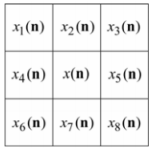 x₁(n) x₂(n) x₃(n)
x₄(n) x(n) x₅(n)
x₆(n) x₇(n) x₈(n)